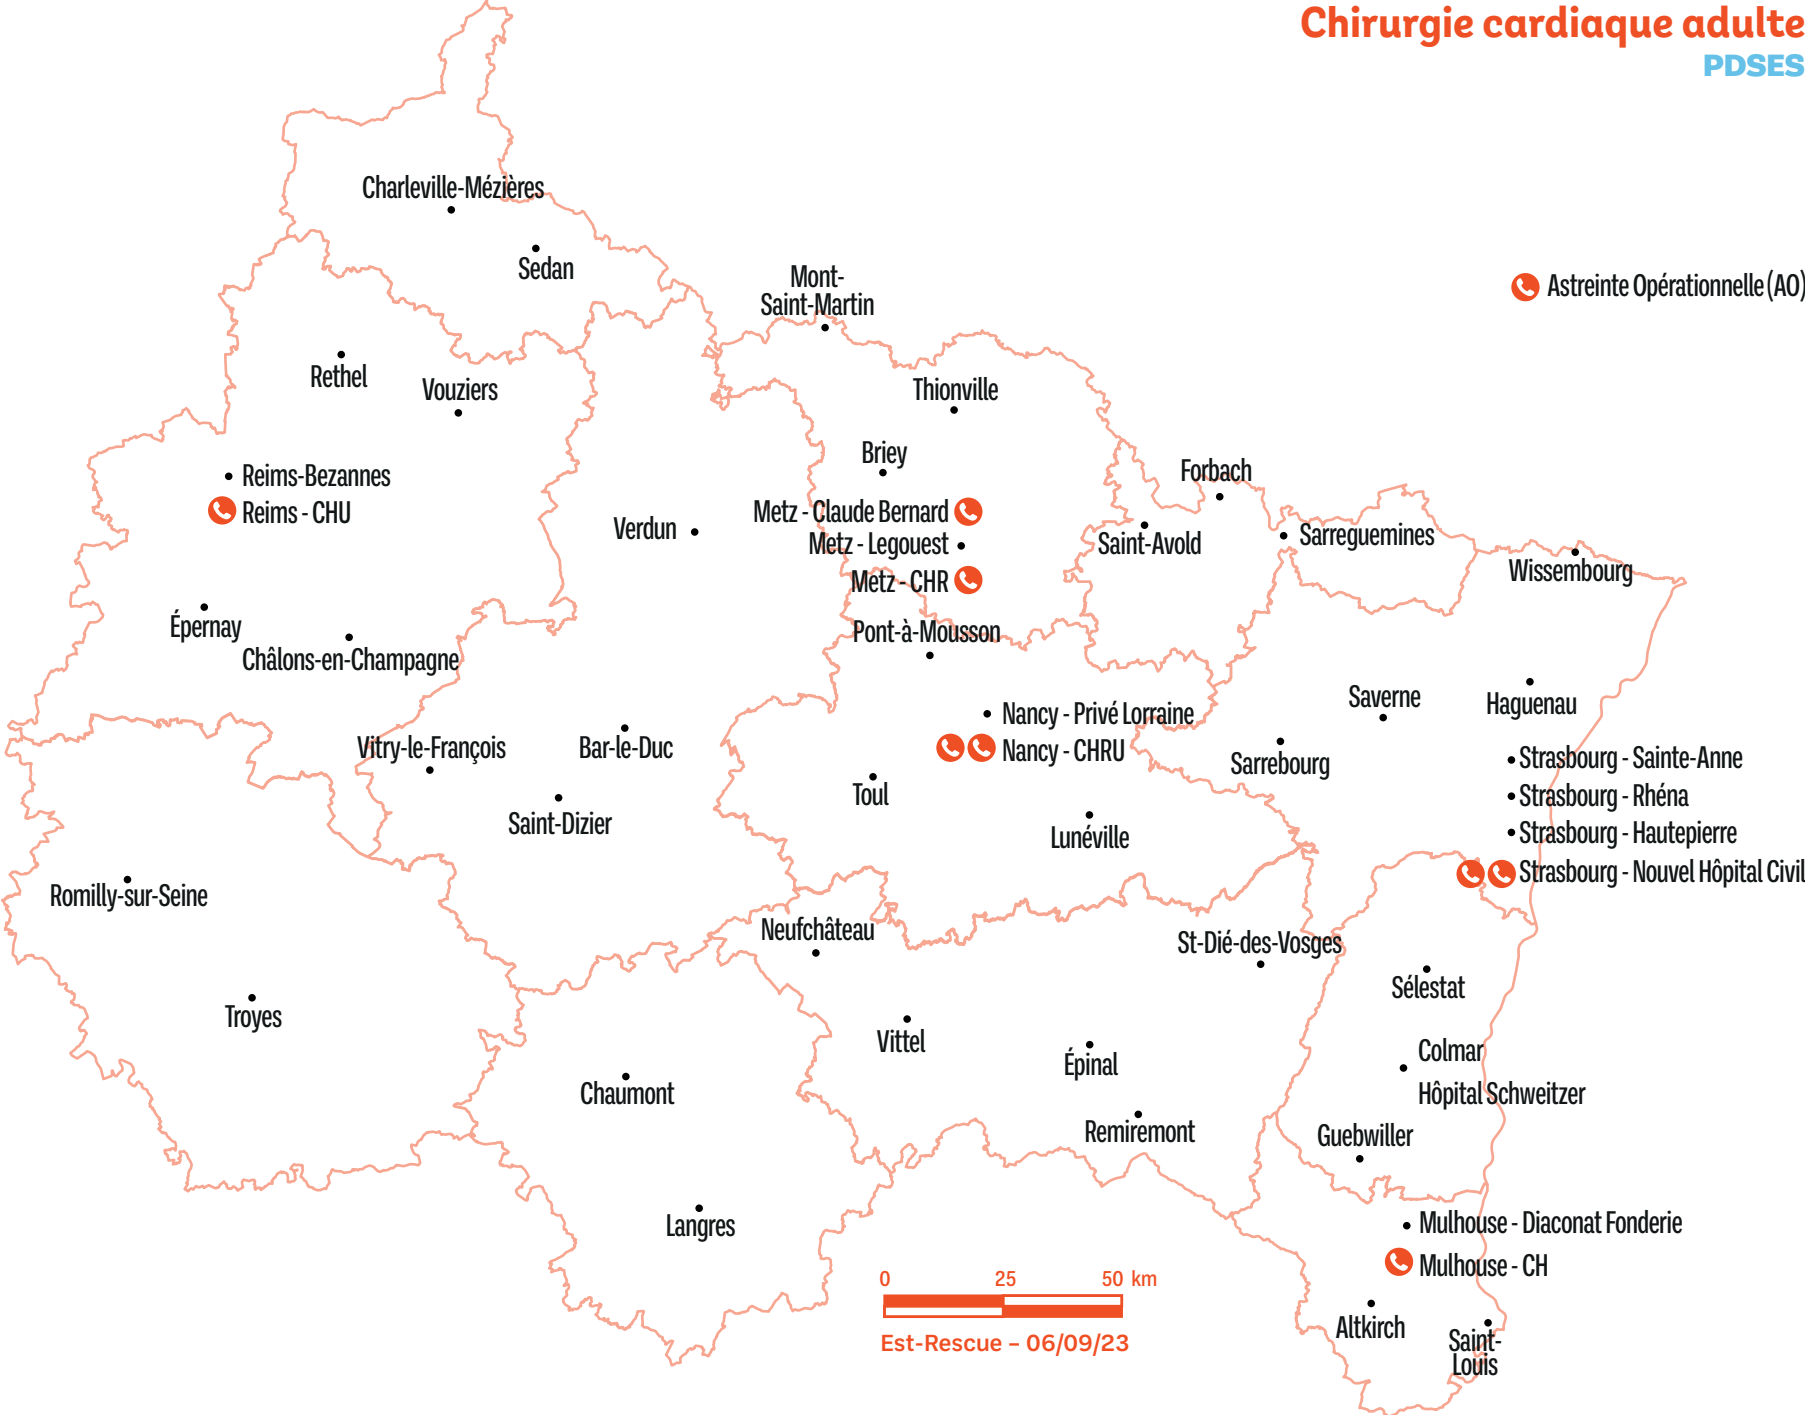 Chirurgie cardiaque adulte
PDSES
Charleville-Mézières
Sedan
Mont-
Saint-Martin
Astreinte Opérationnelle (AO)
Rethel
Vouziers
Thionville
Briey
Forbach
Reims-Bezannes
Reims - CHU
Metz - Claude Bernard
Metz - Legouest
Metz - CHR
Verdun
Saint-Avold
Sarreguemines
Wissembourg
Épernay
Châlons-en-Champagne
Pont-à-Mousson
Saverne
Haguenau
Nancy - Privé Lorraine
Nancy - CHRU
Vitry-le-François
Bar-le-Duc
Sarrebourg
Strasbourg - Sainte-Anne
Strasbourg - Rhéna
Strasbourg - Hautepierre
Strasbourg - Nouvel Hôpital Civil
Toul
Saint-Dizier
Lunéville
Romilly-sur-Seine
Neufchâteau
St-Dié-des-Vosges
Sélestat
Troyes
Vittel
Épinal
Colmar
Hôpital Schweitzer
Chaumont
Remiremont
Guebwiller
Langres
Mulhouse - Diaconat Fonderie
Mulhouse - CH
0 25 50 km
Est-Rescue – 06/09/23
Altkirch
Saint-
Louis